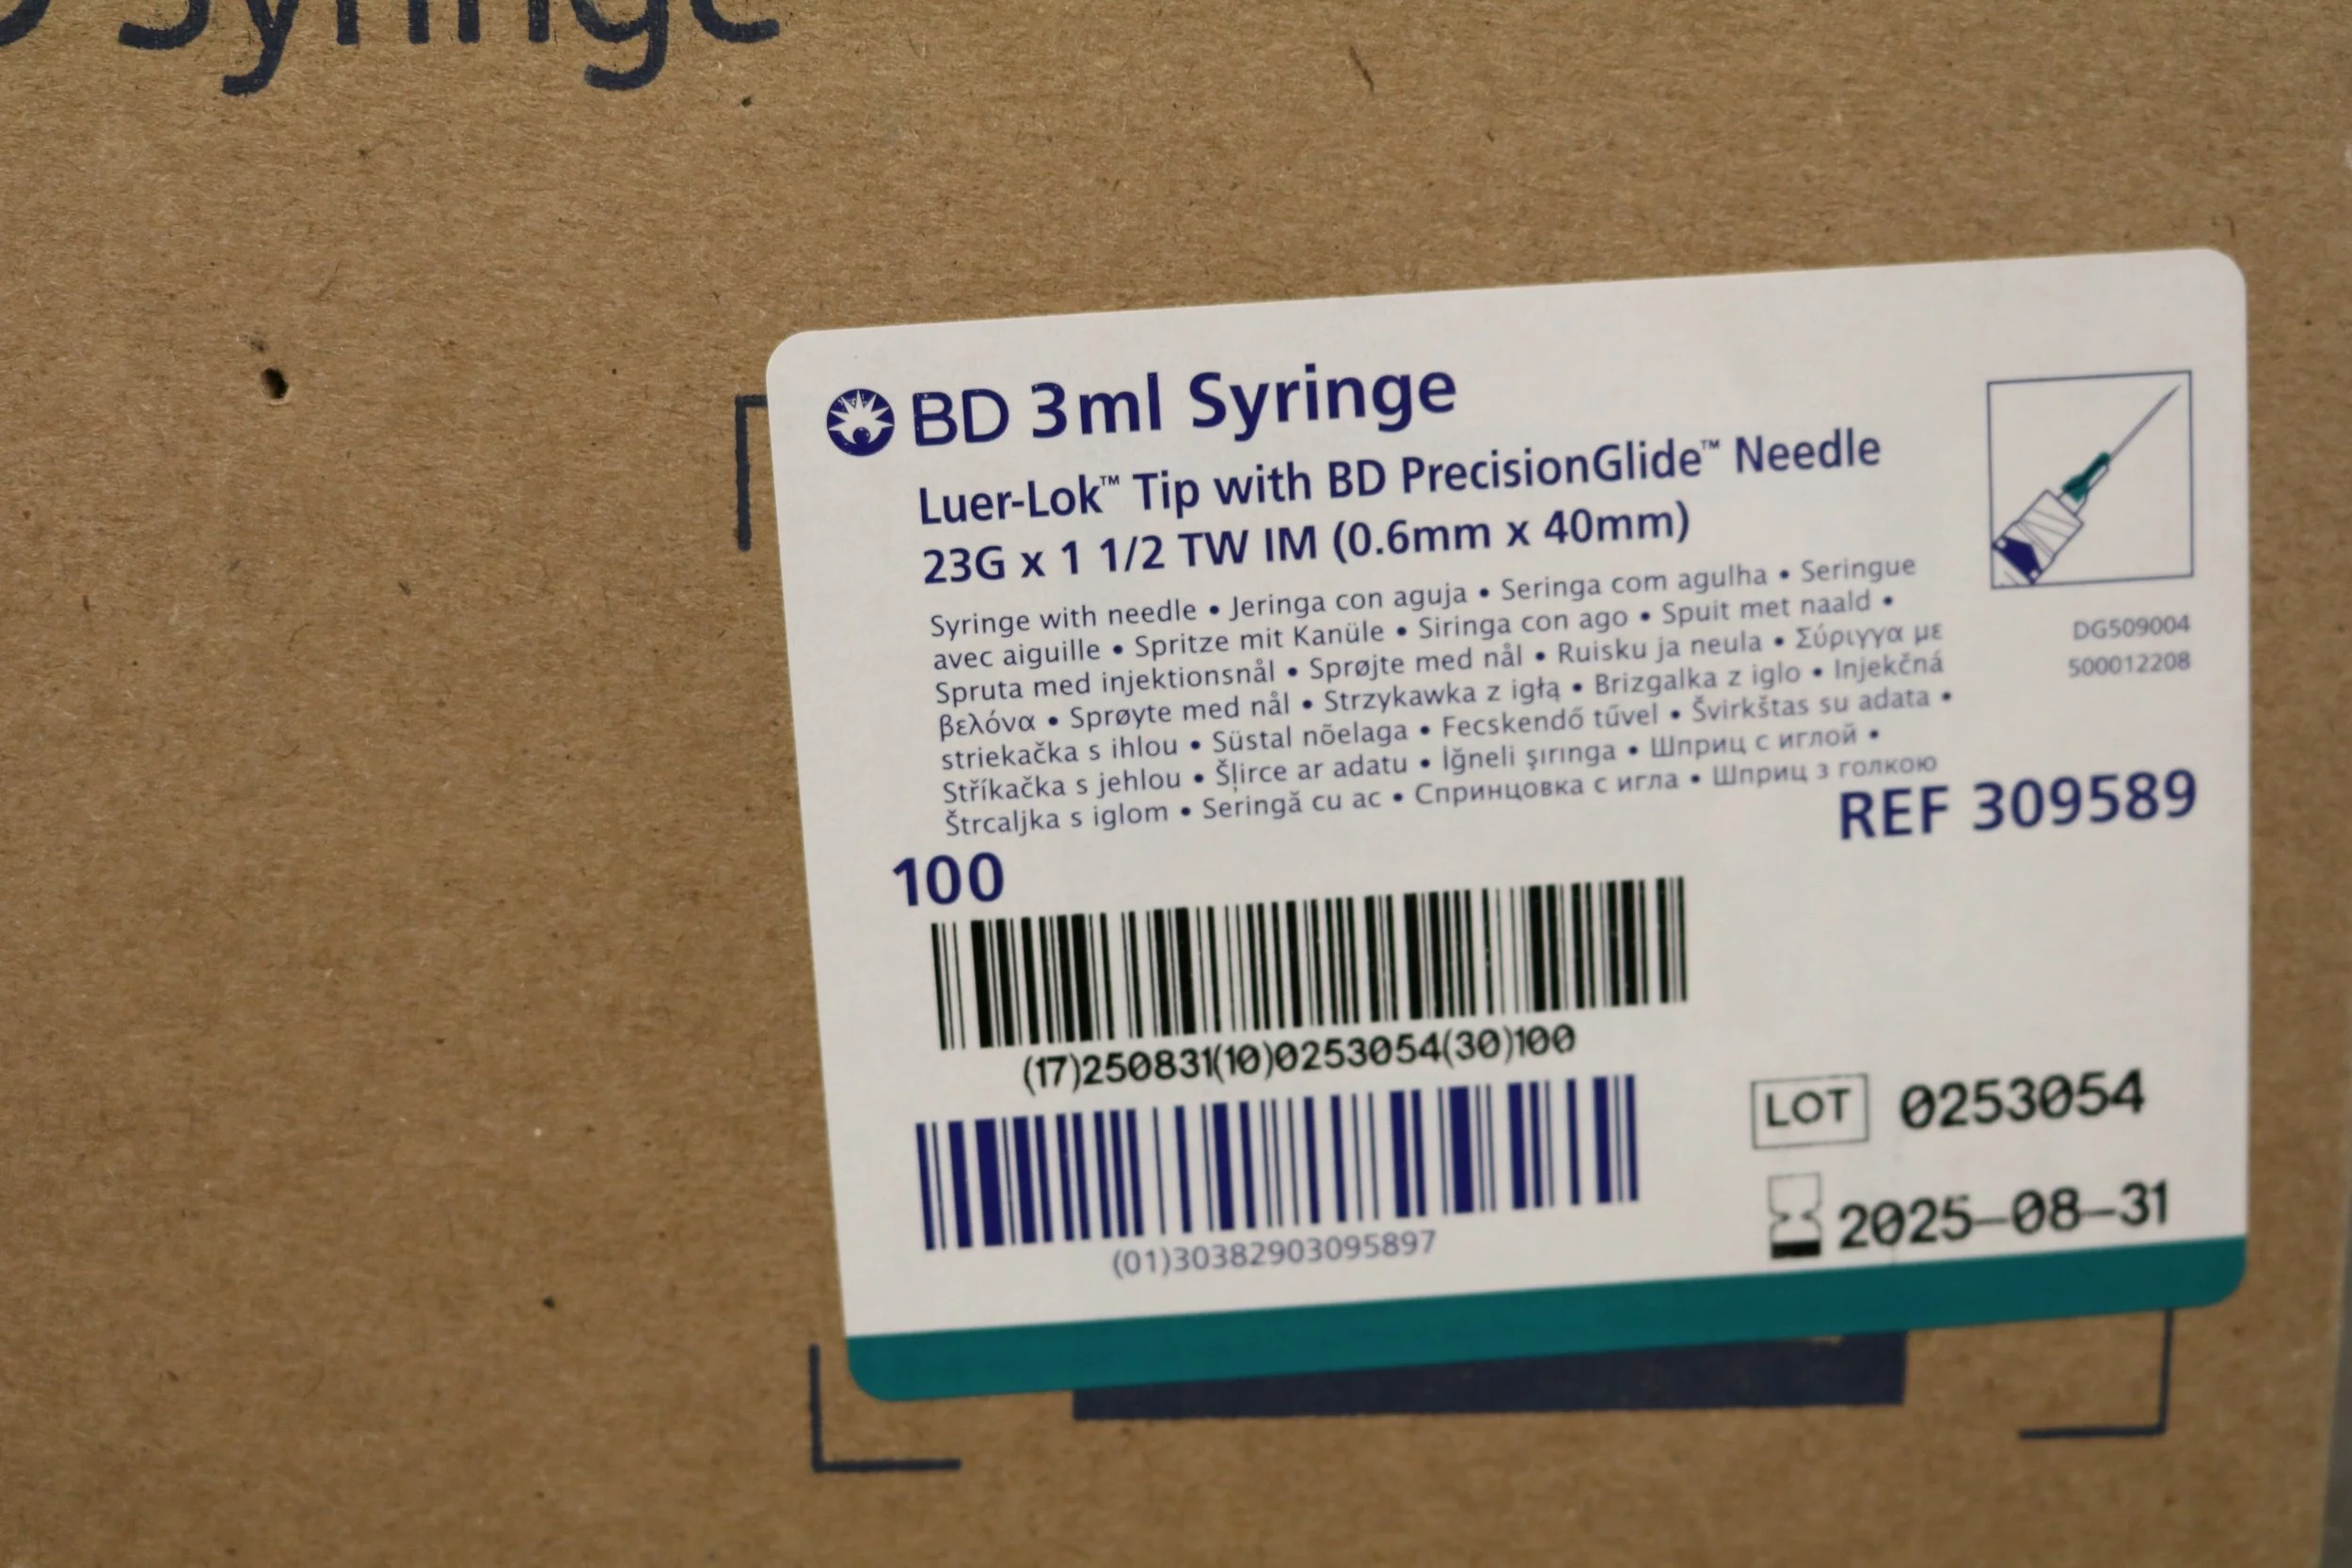 Syringe
BD 3ml Syringe
Luer-Lok™ Tip with BD PrecisionGlide™ Needle
23G x 1 1/2 TW IM (0.6mm x 40mm)
Syringe with needle • Jeringa con aguja • Seringa com agulha • Seringue
avec aiguille • Spritze mit Kanüle • Siringa con ago • Spuit met naald •
Spruta med injektionsnål • Sprøjte med nål • Ruisku ja neula • Σύριγγα με
βελόνα • Sprøyte med nål • Strzykawka z igłą • Brizgalka z iglo • Injekčná
striekačka s ihlou • Süstal nõelaga • Fecskendő tűvel • Švirkštas su adata •
Stříkačka s jehlou • Šļirce ar adatu • İğneli şırınga • Шприц с иглой •
Štrcaljka s iglom • Seringă cu ac • Спринцовка с игла • Шприц з голкою
DG509004
500012208
REF 309589
100
(17)250831(10)0253054(30)100
(01)30382903095897
LOT 0253054
2025-08-31